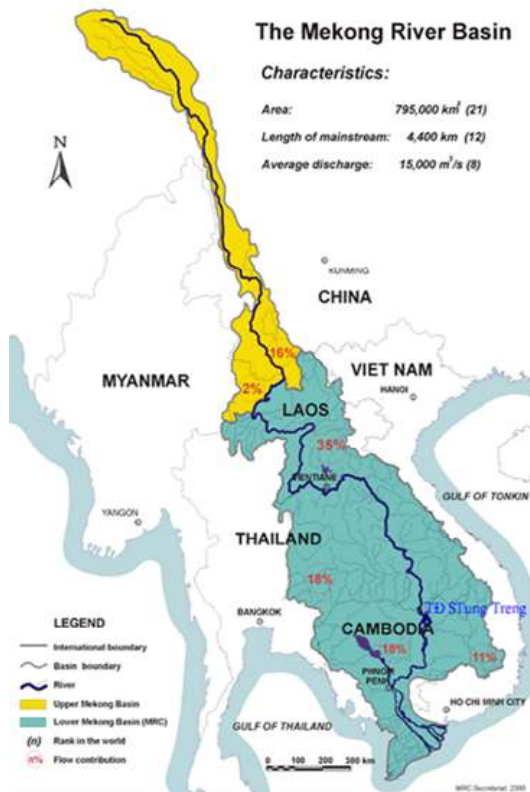 The Mekong River Basin
Characteristics:
Area: 795,000 km² (21)
Length of mainstream: 4,400 km (12)
Average discharge: 15,000 m³/s (8)
N
KUNMING
CHINA
16%
MYANMAR
VIET NAM
2%
HANOI
LAOS
35%
VIENTIANE
GULF OF TONKIN
YANGON
THAILAND
18%
TĐ STung Treng
BANGKOK
CAMBODIA
18%
11%
PHNOM PENH
HO CHI MINH CITY
GULF OF THAILAND
LEGEND
International boundary
Basin boundary
River
Upper Mekong Basin
Lower Mekong Basin (MRC)
(n) Rank in the world
n% Flow contribution
0 100 200 300 km
MRC Secretariat